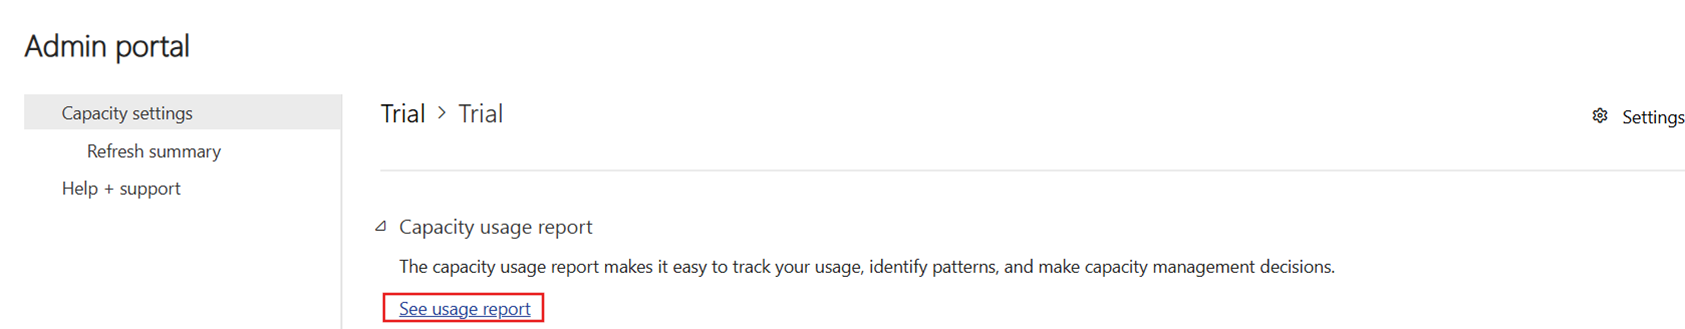 Admin portal
Capacity settings
Refresh summary
Help + support
Trial > Trial
Settings
Capacity usage report
The capacity usage report makes it easy to track your usage, identify patterns, and make capacity management decisions.
See usage report